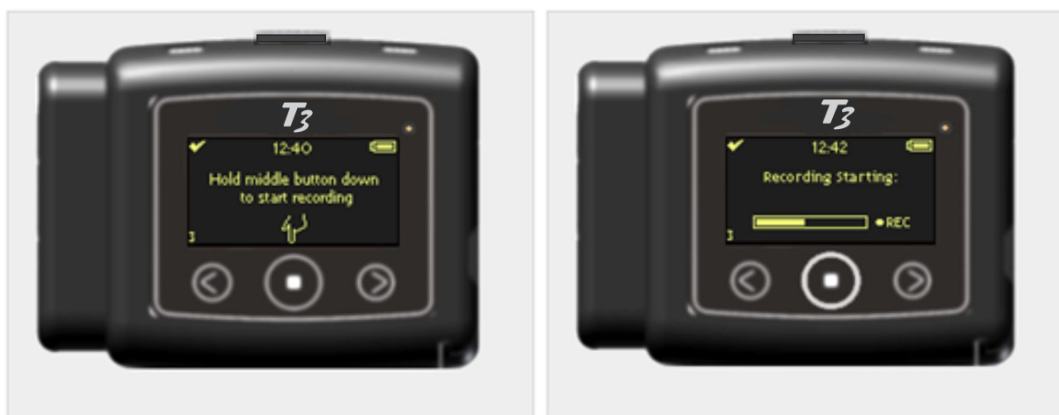 T3
12:40
Hold middle button down
to start recording
3
T3
12:42
Recording Starting:
REC
3